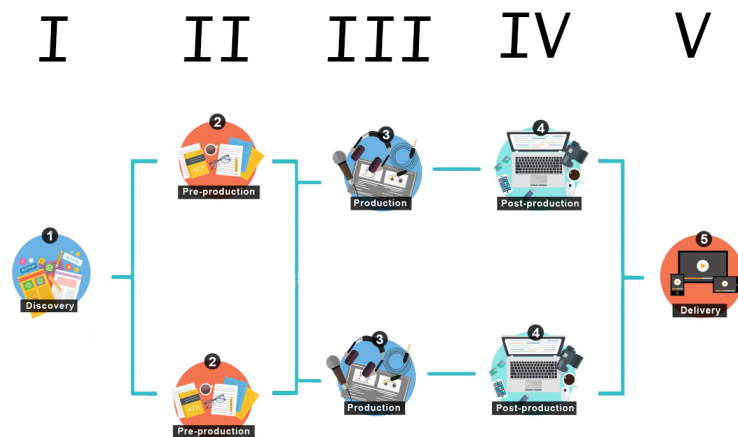 I II III IV V
2
Pre-production
3
Production
4
Post-production
1
Discovery
5
Delivery
2
Pre-production
3
Production
4
Post-production